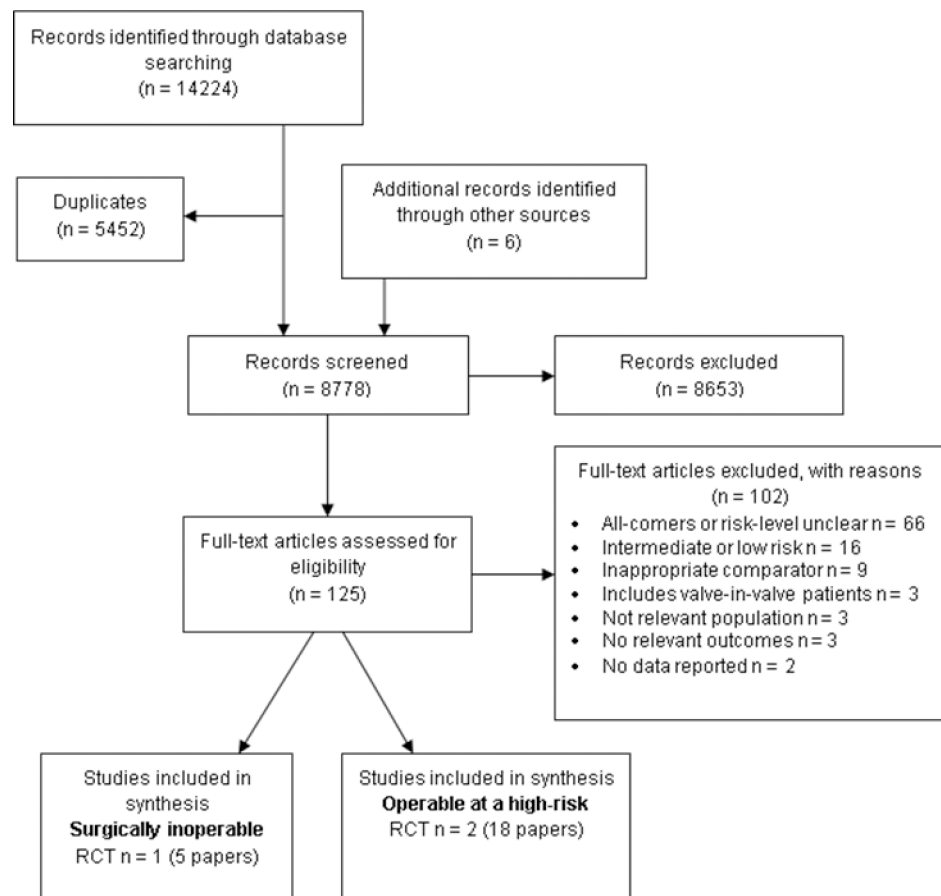 Records identified through database
searching
(n = 14224)
Duplicates
(n = 5452)
Additional records identified
through other sources
(n = 6)
Records screened
(n = 8778)
Records excluded
(n = 8653)
Full-text articles assessed for
eligibility
(n = 125)
Full-text articles excluded, with reasons
(n = 102)
• All-comers or risk-level unclear n = 66
• Intermediate or low risk n = 16
• Inappropriate comparator n = 9
• Includes valve-in-valve patients n = 3
• Not relevant population n = 3
• No relevant outcomes n = 3
• No data reported n = 2
Studies included in
synthesis
Surgically inoperable
RCT n = 1 (5 papers)
Studies included in synthesis
Operable at a high-risk
RCT n = 2 (18 papers)